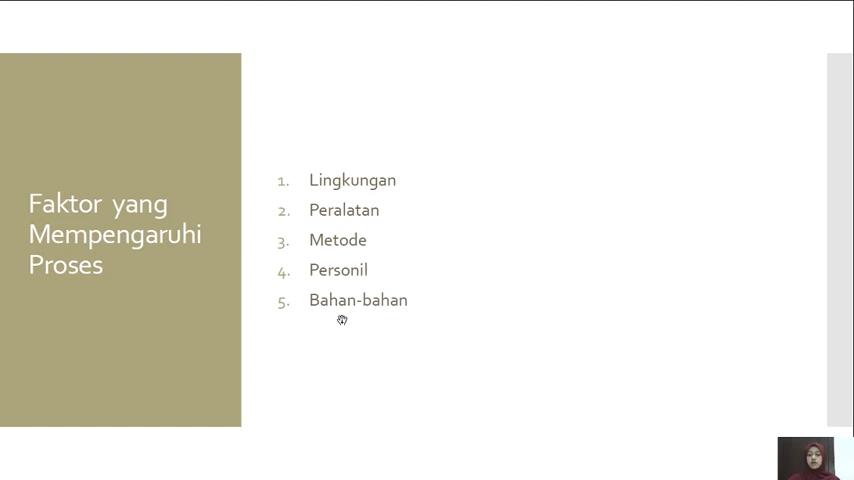 Faktor yang
Mempengaruhi
Proses
1. Lingkungan
2. Peralatan
3. Metode
4. Personil
5. Bahan-bahan